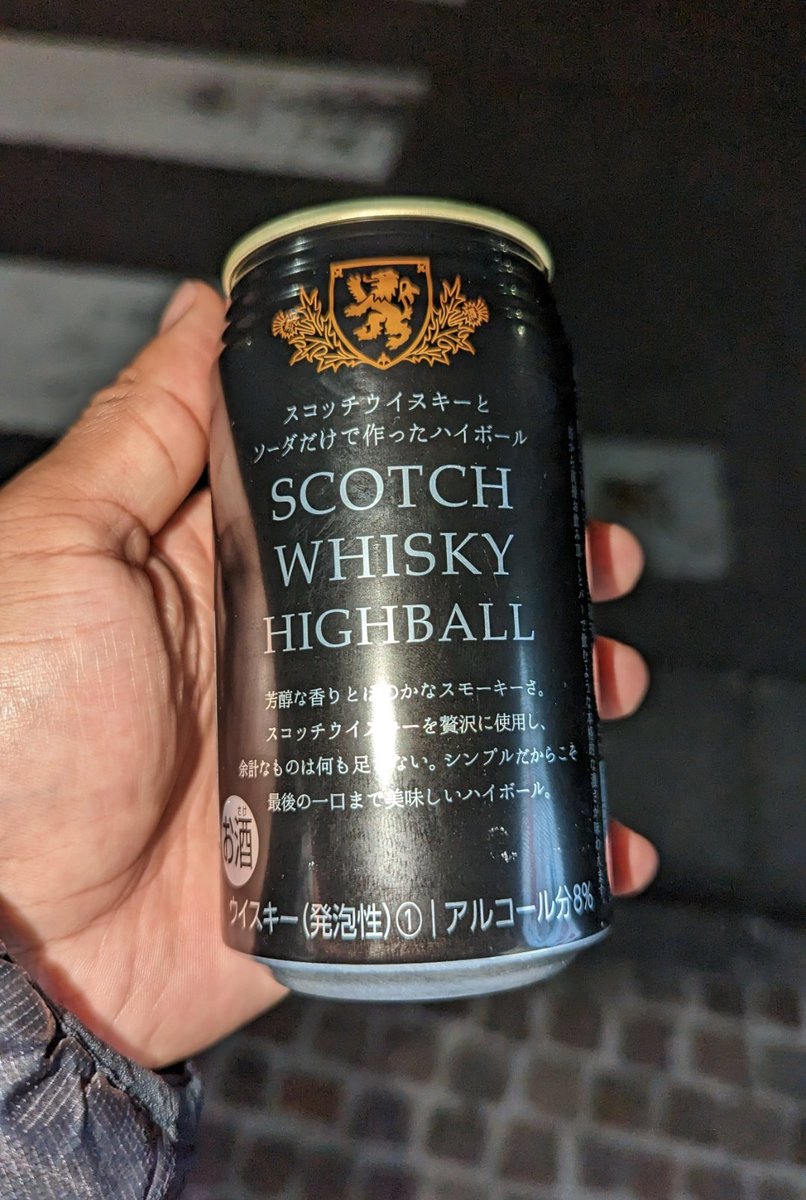 スコッチウイスキーと
ソーダだけで作ったハイボール
SCOTCH
WHISKY
HIGHBALL
芳醇な香りとほのかなスモーキーさ。
スコッチウイスキーを贅沢に使用し、
余計なものは何も足さない。シンプルだからこそ
最後の一口まで美味しいハイボール。
さけ
お酒
ウイスキー(発泡性)① | アルコール分8%